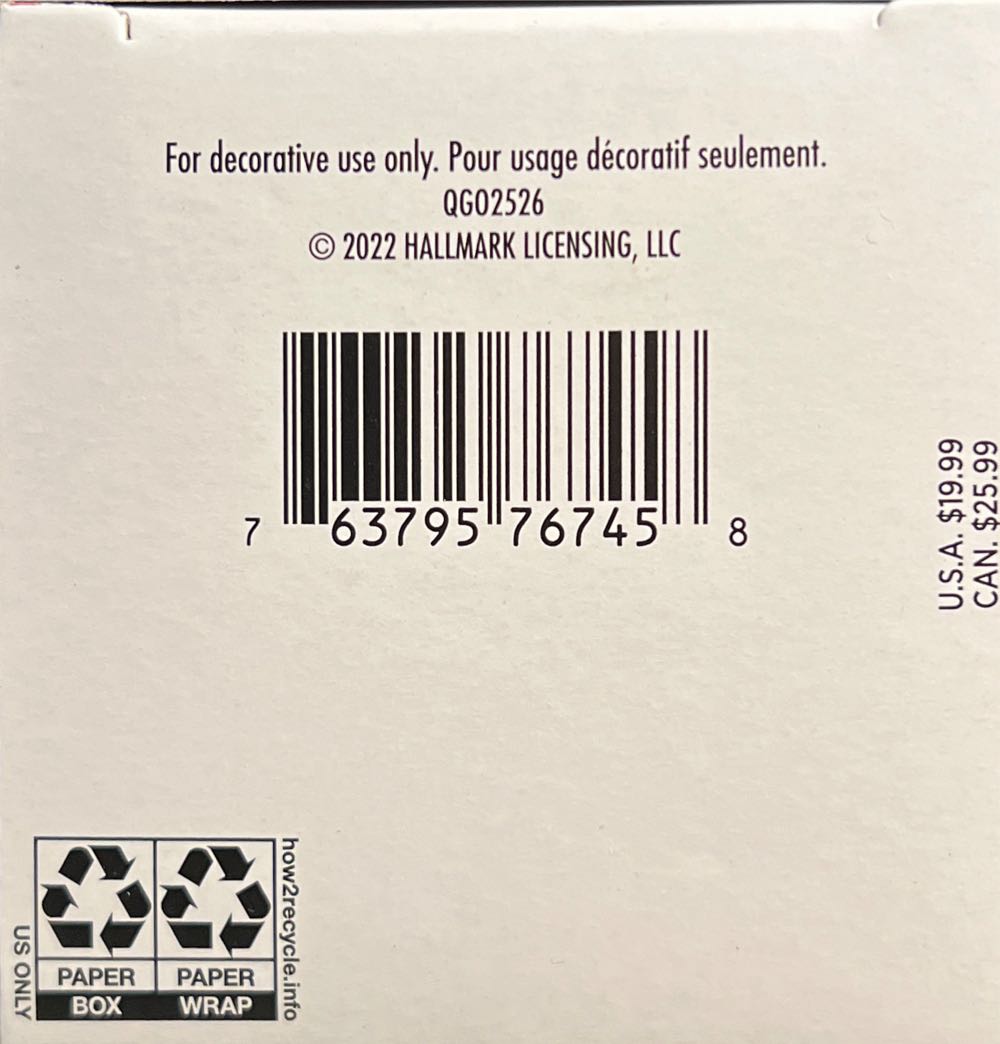 For decorative use only. Pour usage décoratif seulement.
QGO2526
© 2022 HALLMARK LICENSING, LLC
7 63795 76745 8
U.S.A. $19.99
CAN. $25.99
how2recycle.info
US ONLY
PAPER PAPER
BOX WRAP